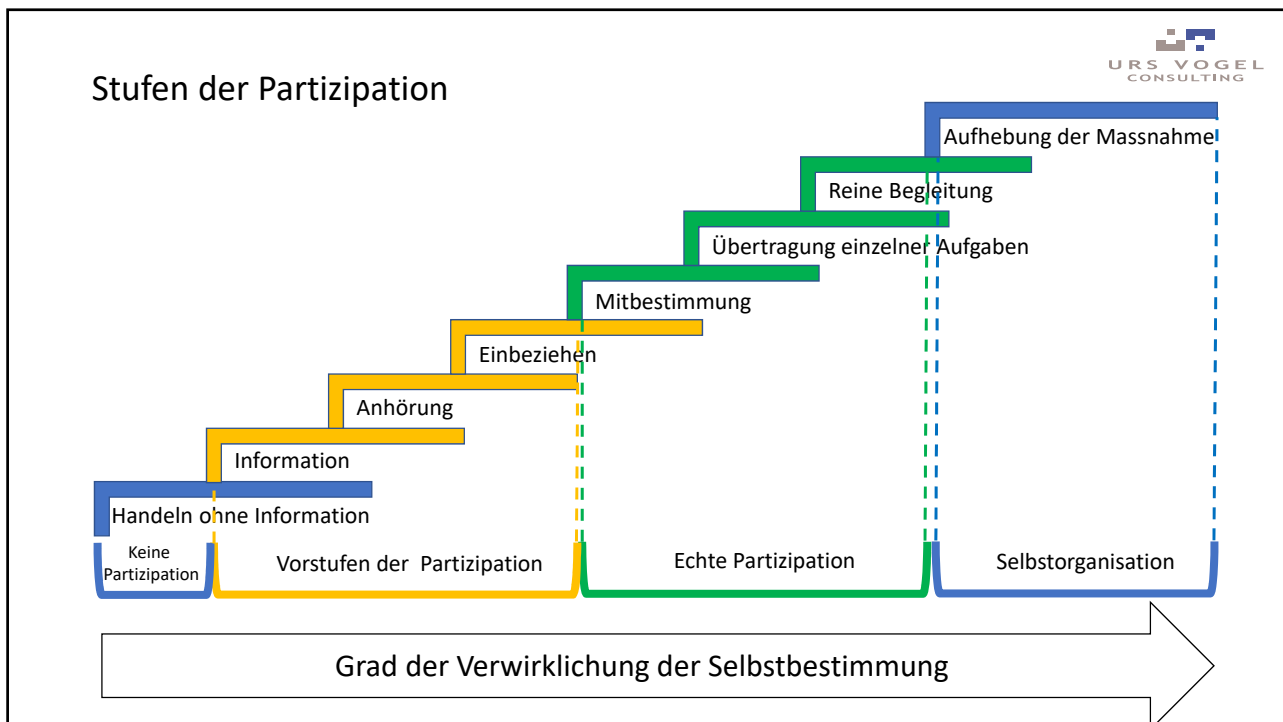 URS VOGEL
CONSULTING
Stufen der Partizipation
Aufhebung der Massnahme
Reine Begleitung
Übertragung einzelner Aufgaben
Mitbestimmung
Einbeziehen
Anhörung
Information
Handeln ohne Information
Keine
Partizipation
Vorstufen der Partizipation
Echte Partizipation
Selbstorganisation
Grad der Verwirklichung der Selbstbestimmung